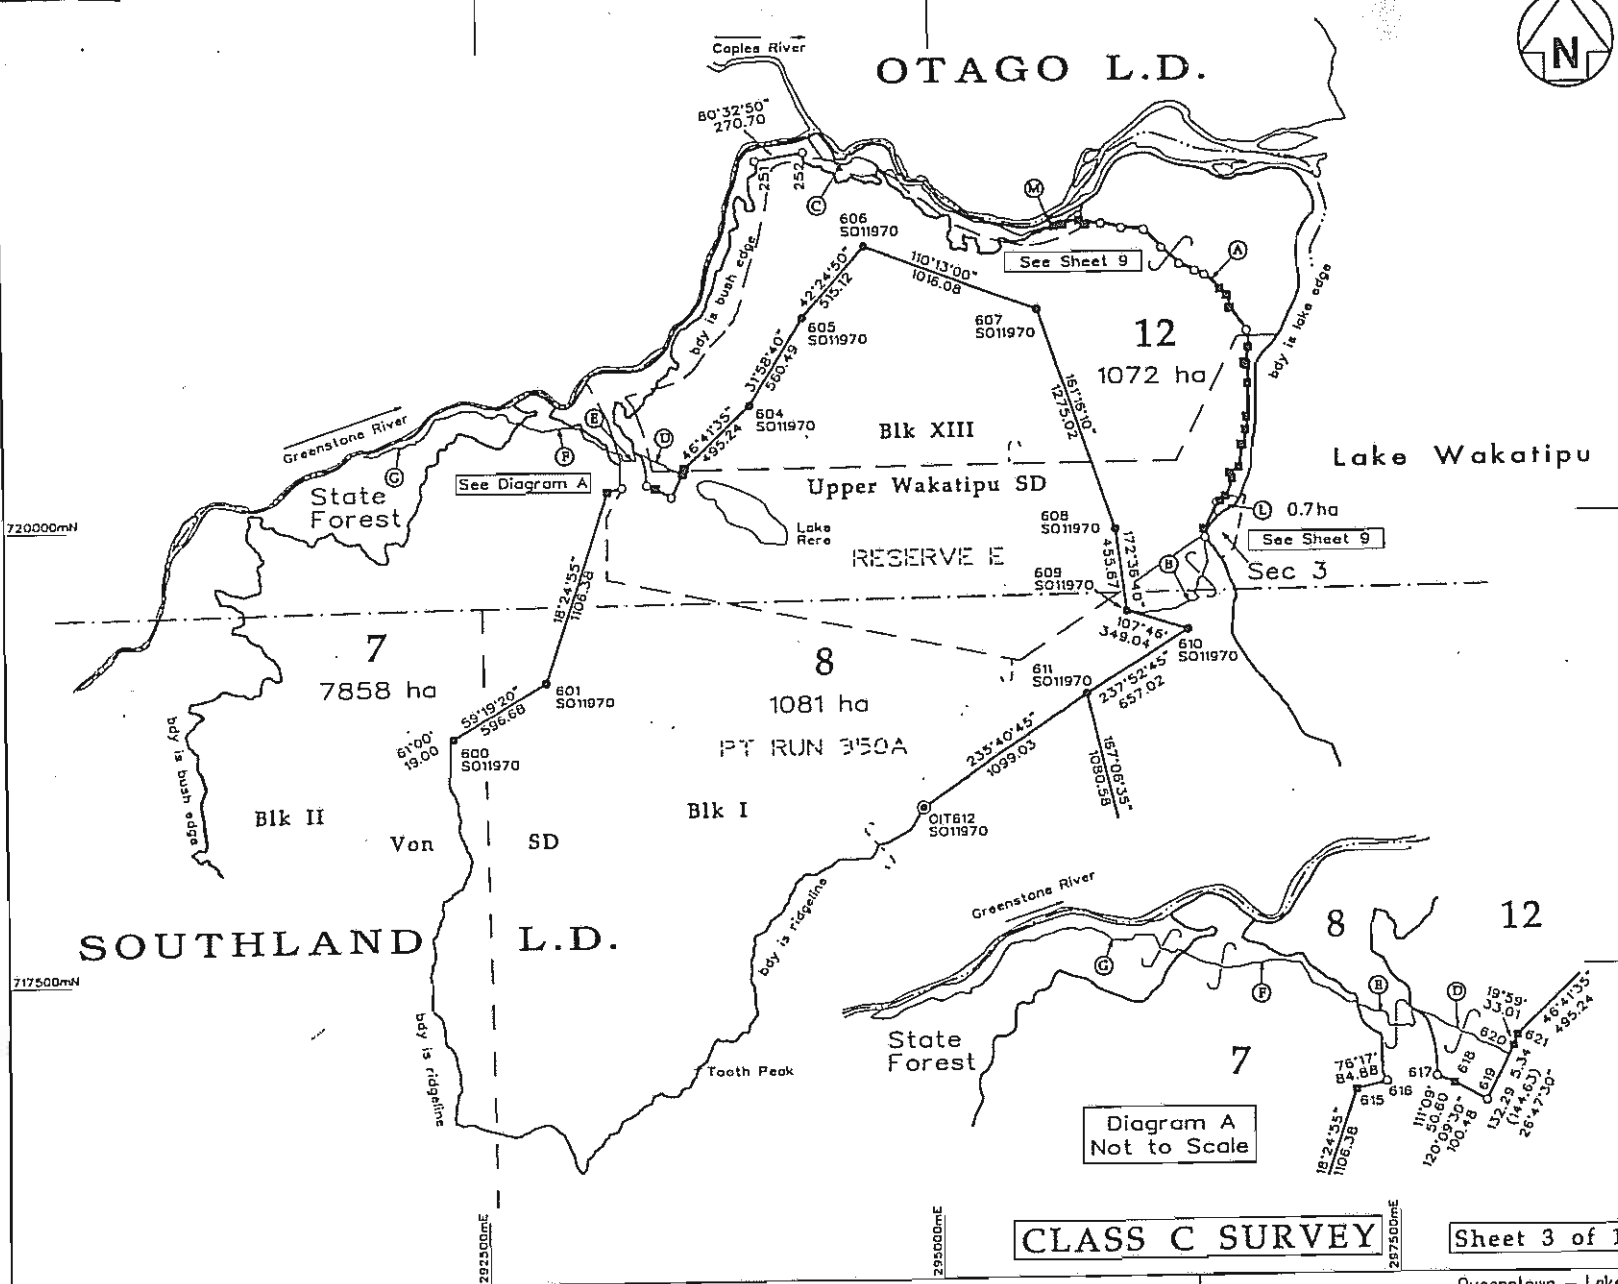 Caples River
OTAGO L.D.
N
80°32'50"
270.70
251
252
C
M
606
SO11970
See Sheet 9
A
bdy is bush edge
42°24'50"
515.12
110°13'00"
1016.08
605
SO11970
607
SO11970
12
1072 ha
bdy is lake edge
31°58'40"
560.49
161°16'10"
1275.02
604
SO11970
Blk XIII
Greenstone River
E
D
46°41'35"
495.24
F
G
See Diagram A
State
Forest
Upper Wakatipu SD
Lake Wakatipu
Lake
Rere
L 0.7ha
720000mN
608
SO11970
See Sheet 9
RESERVE E
172°36'40"
455.67
B
Sec 3
609
SO11970
18°24'55"
1106.38
107°46'
349.04
610
SO11970
7
7858 ha
8
1081 ha
611
SO11970
237°52'45"
657.02
601
SO11970
59°19'20"
596.68
61°00'
19.00
600
SO11970
PT RUN 350A
235°40'45"
1099.03
167°06'35"
1080.58
bdy is bush edge
Blk II
Blk I
OIT612
SO11970
Von SD
SOUTHLAND L.D.
bdy is ridgeline
717500mN
bdy is ridgeline
Tooth Peak
Greenstone River
8
12
G
F
E
D
19°59'
33.01
46°41'35"
495.24
State
Forest
7
76°17'
84.88
615
616
617
618
619
620
621
111°09'
50.60
120°09'30"
100.48
132.29 5.34
(144.63)
26°47'30"
18°24'55"
1106.38
Diagram A
Not to Scale
292500mE
295000mE
297500mE
CLASS C SURVEY
Sheet 3 of 1